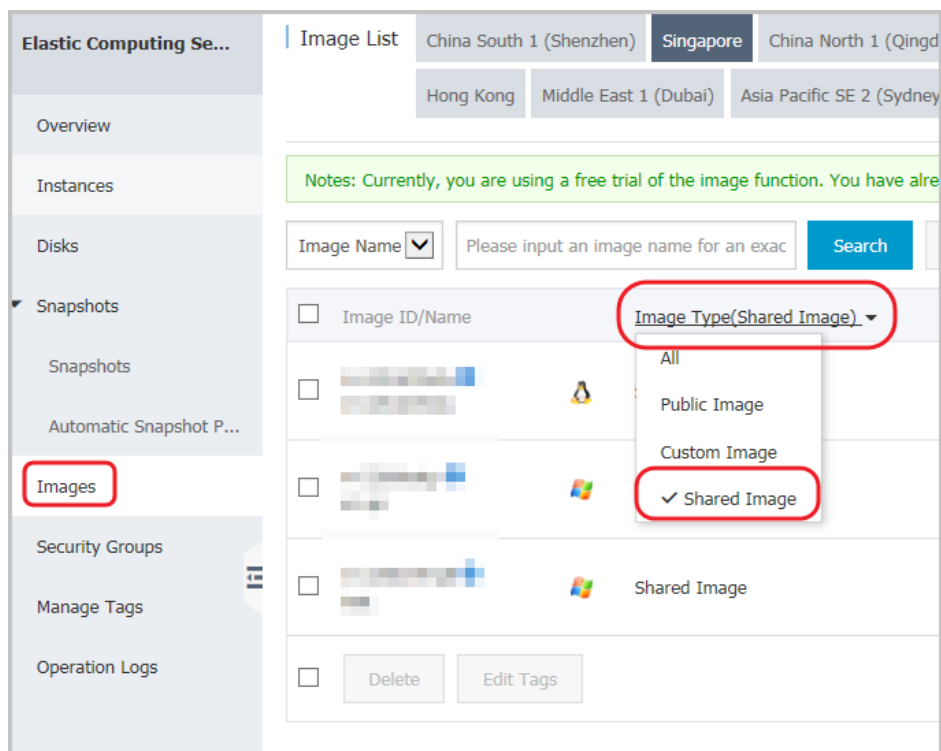 Elastic Computing Se...
Overview
Instances
Disks
Snapshots
Snapshots
Automatic Snapshot P...
Images
Security Groups
Manage Tags
Operation Logs
Image List
China South 1 (Shenzhen)
Singapore
China North 1 (Qingd
Hong Kong
Middle East 1 (Dubai)
Asia Pacific SE 2 (Sydney
Notes: Currently, you are using a free trial of the image function. You have alre
Image Name
Please input an image name for an exac
Search
Image ID/Name
Image Type(Shared Image)
All
Public Image
Custom Image
Shared Image
Shared Image
Delete
Edit Tags